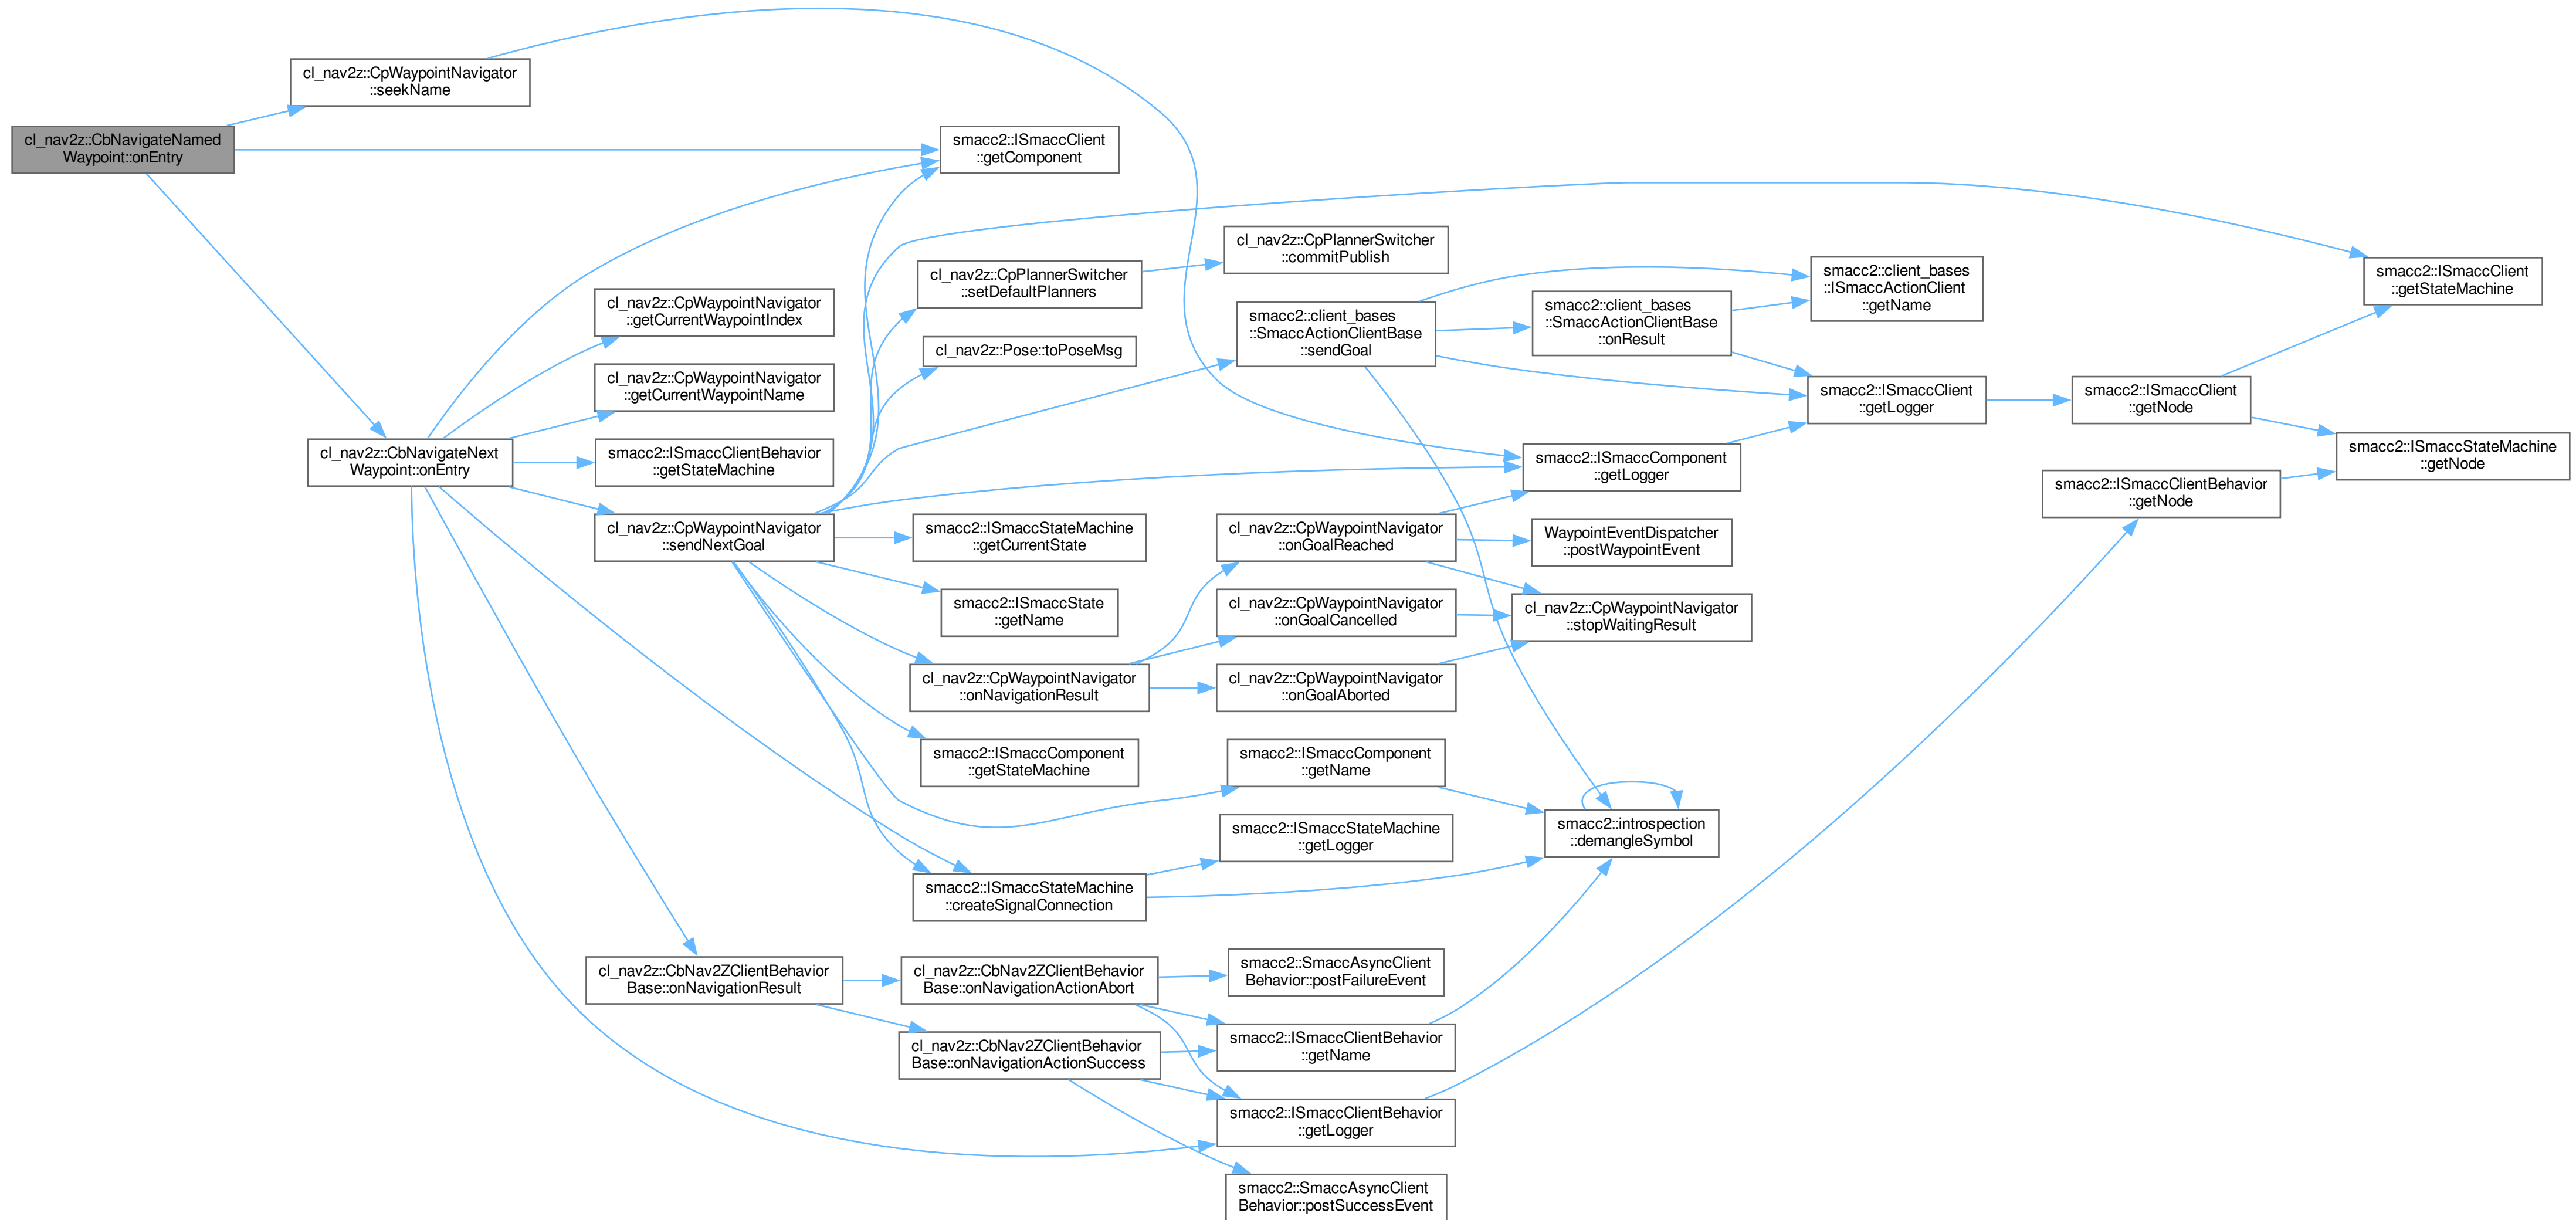 cl_nav2z::CbNavigateNamed
Waypoint::onEntry
cl_nav2z::CpWaypointNavigator
::seekName
smacc2::ISmaccClient
::getComponent
cl_nav2z::CbNavigateNext
Waypoint::onEntry
cl_nav2z::CpWaypointNavigator
::getCurrentWaypointIndex
cl_nav2z::CpWaypointNavigator
::getCurrentWaypointName
smacc2::ISmaccClientBehavior
::getStateMachine
cl_nav2z::CpWaypointNavigator
::sendNextGoal
cl_nav2z::CbNav2ZClientBehavior
Base::onNavigationResult
cl_nav2z::CpPlannerSwitcher
::setDefaultPlanners
cl_nav2z::Pose::toPoseMsg
smacc2::ISmaccStateMachine
::getCurrentState
smacc2::ISmaccState
::getName
cl_nav2z::CpWaypointNavigator
::onNavigationResult
smacc2::ISmaccComponent
::getStateMachine
smacc2::ISmaccStateMachine
::createSignalConnection
cl_nav2z::CbNav2ZClientBehavior
Base::onNavigationActionAbort
cl_nav2z::CbNav2ZClientBehavior
Base::onNavigationActionSuccess
cl_nav2z::CpPlannerSwitcher
::commitPublish
smacc2::client_bases
::SmaccActionClientBase
::sendGoal
cl_nav2z::CpWaypointNavigator
::onGoalReached
cl_nav2z::CpWaypointNavigator
::onGoalCancelled
cl_nav2z::CpWaypointNavigator
::onGoalAborted
smacc2::ISmaccComponent
::getName
smacc2::ISmaccStateMachine
::getLogger
smacc2::SmaccAsyncClient
Behavior::postFailureEvent
smacc2::ISmaccClientBehavior
::getName
smacc2::ISmaccClientBehavior
::getLogger
smacc2::SmaccAsyncClient
Behavior::postSuccessEvent
smacc2::client_bases
::SmaccActionClientBase
::onResult
smacc2::ISmaccComponent
::getLogger
WaypointEventDispatcher
::postWaypointEvent
cl_nav2z::CpWaypointNavigator
::stopWaitingResult
smacc2::introspection
::demangleSymbol
smacc2::client_bases
::ISmaccActionClient
::getName
smacc2::ISmaccClient
::getLogger
smacc2::ISmaccClient
::getNode
smacc2::ISmaccClientBehavior
::getNode
smacc2::ISmaccClient
::getStateMachine
smacc2::ISmaccStateMachine
::getNode